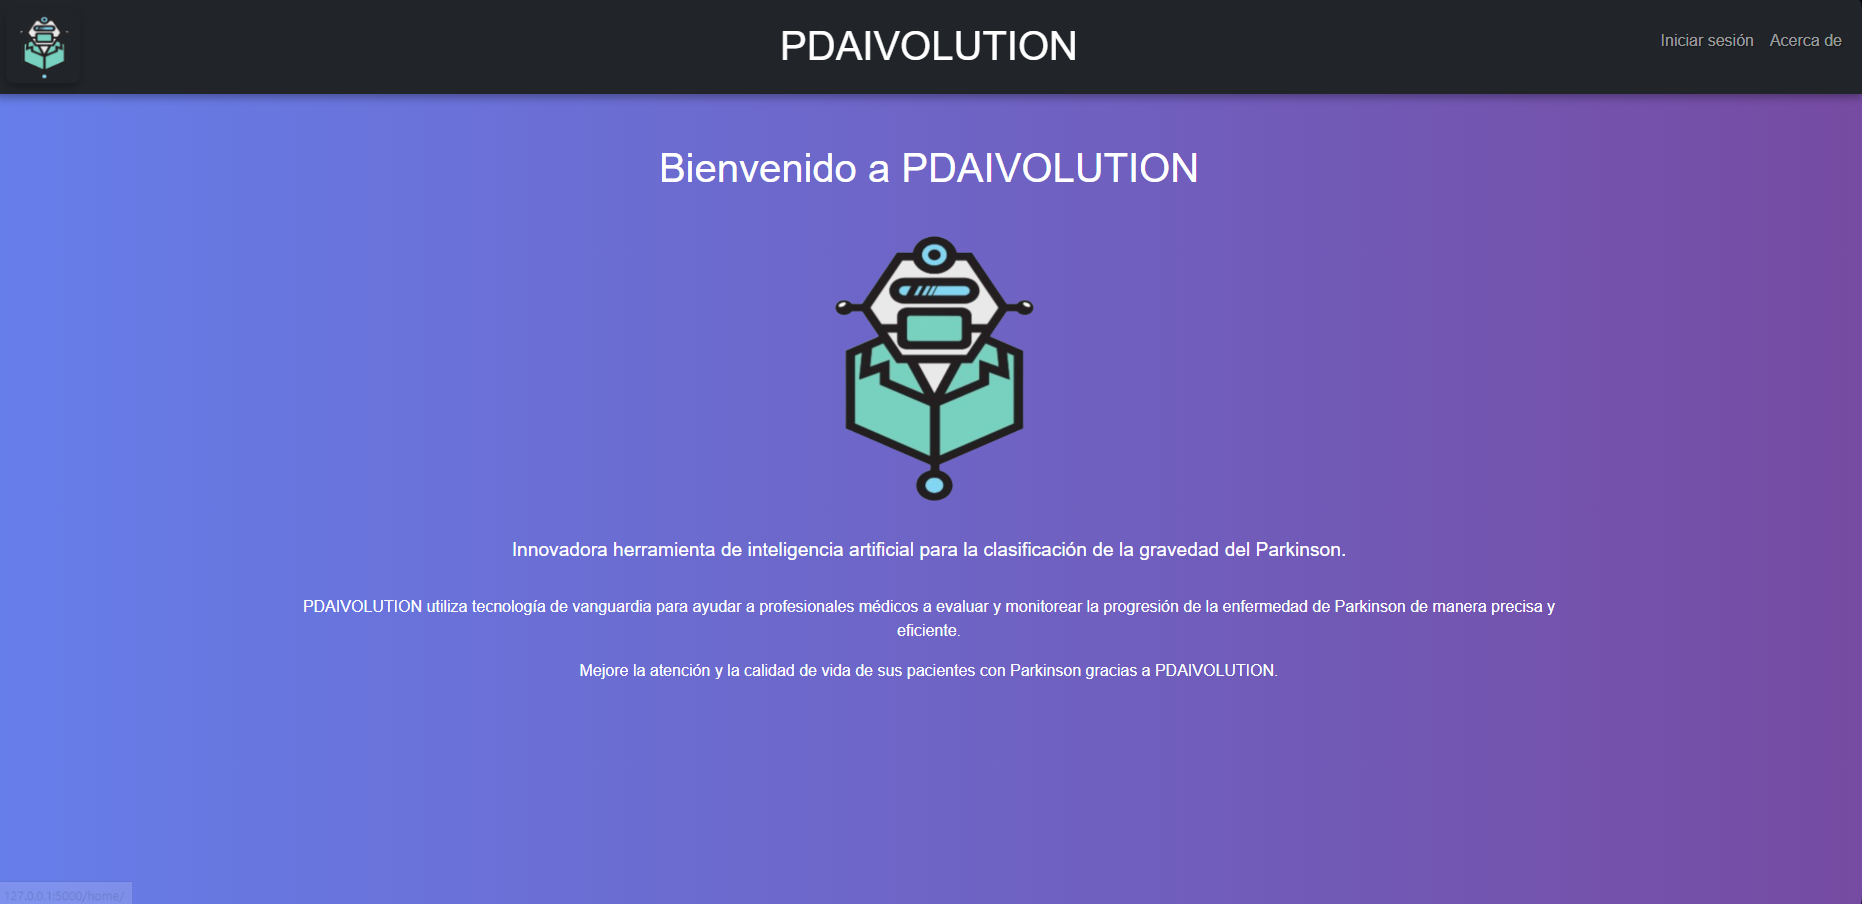 PDAIVOLUTION
Iniciar sesión
Acerca de
Bienvenido a PDAIVOLUTION
Innovadora herramienta de inteligencia artificial para la clasificación de la gravedad del Parkinson.
PDAIVOLUTION utiliza tecnología de vanguardia para ayudar a profesionales médicos a evaluar y monitorear la progresión de la enfermedad de Parkinson de manera precisa y
eficiente.
Mejore la atención y la calidad de vida de sus pacientes con Parkinson gracias a PDAIVOLUTION.
127.0.0.1:5000/home/